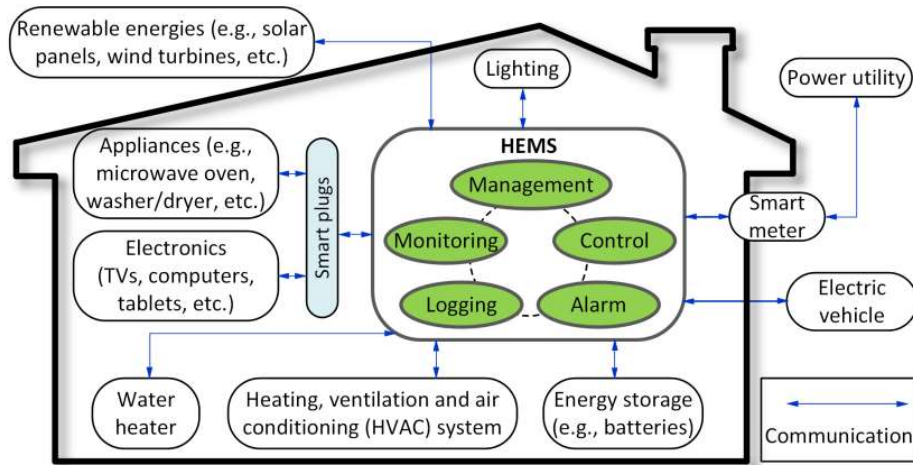 Renewable energies (e.g., solar
panels, wind turbines, etc.)
Lighting
Power utility
HEMS
Appliances (e.g.,
microwave oven,
washer/dryer, etc.)
Smart plugs
Management
Monitoring
Control
Smart
meter
Electronics
(TVs, computers,
tablets, etc.)
Logging
Alarm
Electric
vehicle
Water
heater
Heating, ventilation and air
conditioning (HVAC) system
Energy storage
(e.g., batteries)
Communication